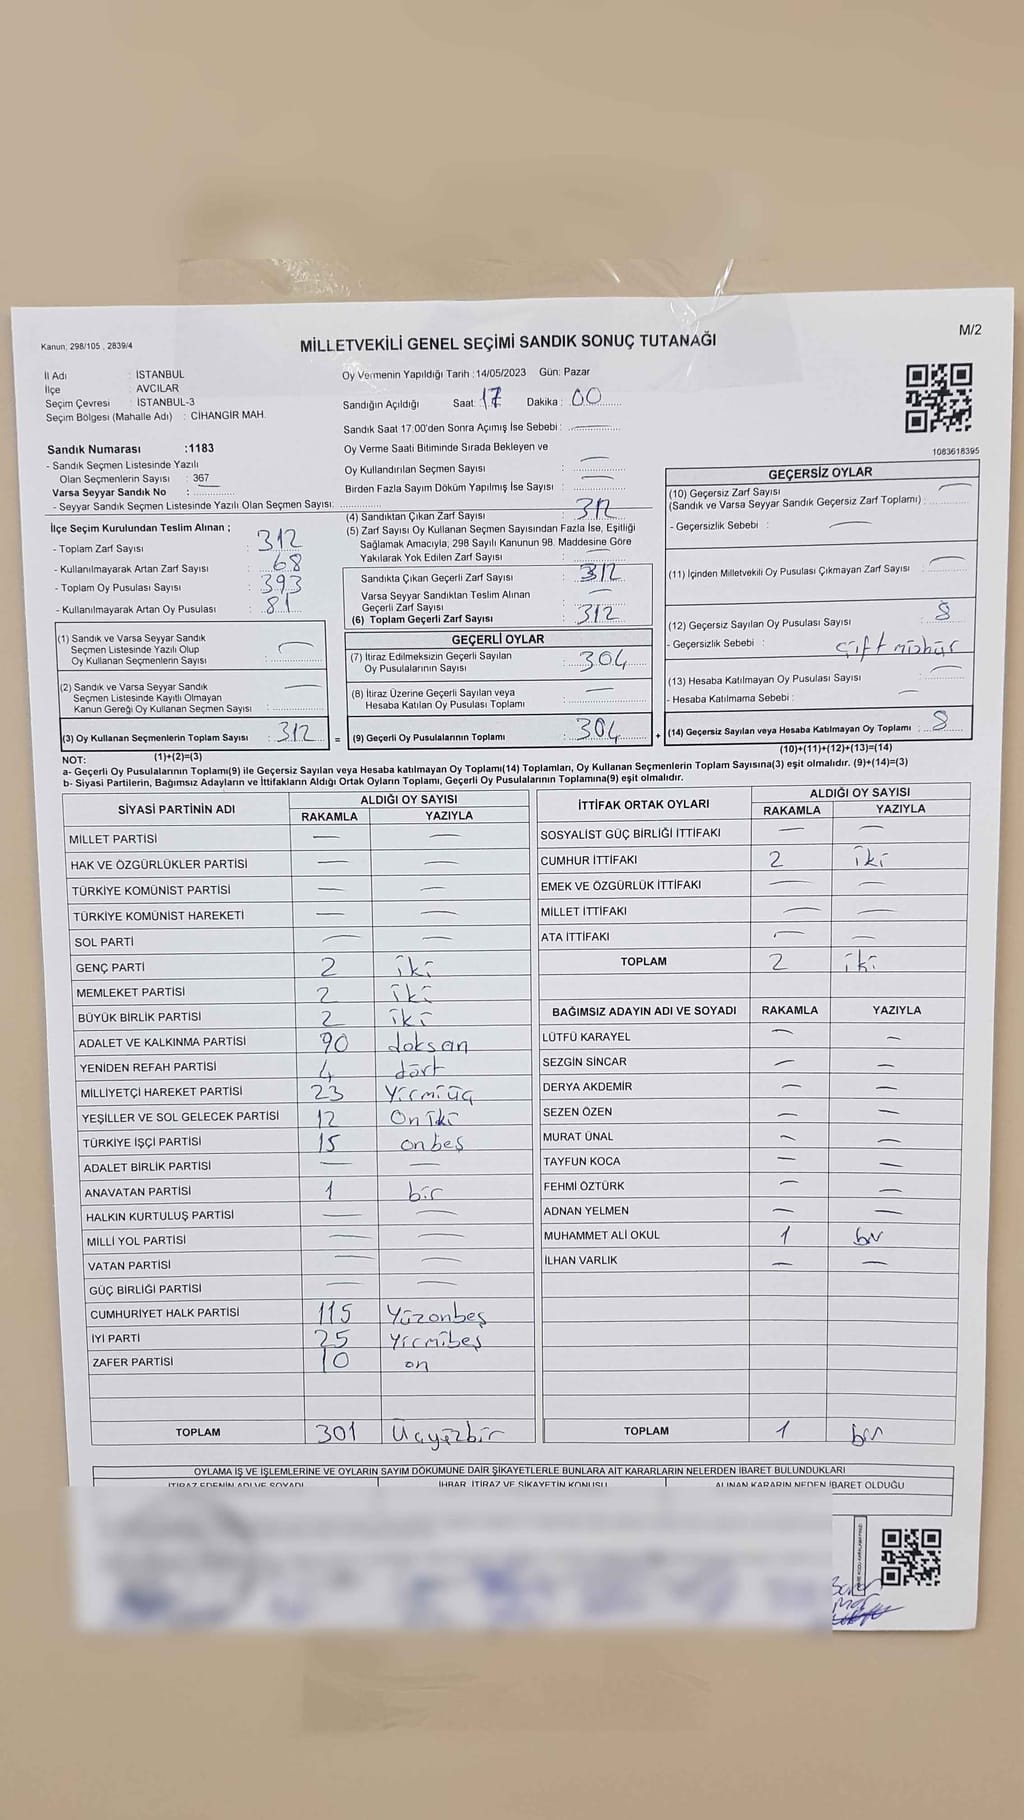 Kanun; 298/105 , 2839/4
MİLLETVEKİLİ GENEL SEÇİMİ SANDIK SONUÇ TUTANAĞI
M/2
İl Adı : İSTANBUL
İlçe : AVCILAR
Seçim Çevresi : İSTANBUL-3
Seçim Bölgesi (Mahalle Adı) : CİHANGİR MAH.
Oy Vermenin Yapıldığı Tarih :14/05/2023 Gün: Pazar
Sandığın Açıldığı Saat: 17 Dakika : 00
Sandık Saat 17:00'den Sonra Açımış İse Sebebi : —
Oy Verme Saati Bitiminde Sırada Bekleyen ve
Oy Kullandırılan Seçmen Sayısı : —
Birden Fazla Sayım Döküm Yapılmış İse Sayısı : —
1083618395
Sandık Numarası :1183
- Sandık Seçmen Listesinde Yazılı
Olan Seçmenlerin Sayısı : 367
Varsa Seyyar Sandık No :
- Seyyar Sandık Seçmen Listesinde Yazılı Olan Seçmen Sayısı:
İlçe Seçim Kurulundan Teslim Alınan ;
- Toplam Zarf Sayısı : 312
- Kullanılmayarak Artan Zarf Sayısı : 68
- Toplam Oy Pusulası Sayısı : 393
- Kullanılmayarak Artan Oy Pusulası : 81
(1) Sandık ve Varsa Seyyar Sandık
Seçmen Listesinde Yazılı Olup
Oy Kullanan Seçmenlerin Sayısı : —
(2) Sandık ve Varsa Seyyar Sandık
Seçmen Listesinde Kayıtlı Olmayan
Kanun Gereği Oy Kullanan Seçmen Sayısı : —
(3) Oy Kullanan Seçmenlerin Toplam Sayısı : 312
(1)+(2)=(3)
(4) Sandıktan Çıkan Zarf Sayısı : 312
(5) Zarf Sayısı Oy Kullanan Seçmen Sayısından Fazla İse, Eşitliği
Sağlamak Amacıyla, 298 Sayılı Kanunun 98. Maddesine Göre
Yakılarak Yok Edilen Zarf Sayısı : —
Sandıkta Çıkan Geçerli Zarf Sayısı : 312
Varsa Seyyar Sandıktan Teslim Alınan
Geçerli Zarf Sayısı : —
(6) Toplam Geçerli Zarf Sayısı : 312
GEÇERLİ OYLAR
(7) İtiraz Edilmeksizin Geçerli Sayılan
Oy Pusulalarının Sayısı : 304
(8) İtiraz Üzerine Geçerli Sayılan veya
Hesaba Katılan Oy Pusulası Toplamı : —
= (9) Geçerli Oy Pusulalarının Toplamı : 304
GEÇERSİZ OYLAR
(10) Geçersiz Zarf Sayısı
(Sandık ve Varsa Seyyar Sandık Geçersiz Zarf Toplamı) : —
- Geçersizlik Sebebi : —
(11) İçinden Milletvekili Oy Pusulası Çıkmayan Zarf Sayısı : —
(12) Geçersiz Sayılan Oy Pusulası Sayısı : 8
- Geçersizlik Sebebi : Çift mühür
(13) Hesaba Katılmayan Oy Pusulası Sayısı : —
- Hesaba Katılmama Sebebi : —
+ (14) Geçersiz Sayılan veya Hesaba Katılmayan Oy Toplamı : 8
(10)+(11)+(12)+(13)=(14)
NOT:
a- Geçerli Oy Pusulalarının Toplamı(9) ile Geçersiz Sayılan veya Hesaba katılmayan Oy Toplamı(14) Toplamları, Oy Kullanan Seçmenlerin Toplam Sayısına(3) eşit olmalıdır. (9)+(14)=(3)
b- Siyasi Partilerin, Bağımsız Adayların ve İttifakların Aldığı Ortak Oyların Toplamı, Geçerli Oy Pusulalarının Toplamına(9) eşit olmalıdır.
SİYASİ PARTİNİN ADI ALDIĞI OY SAYISI
RAKAMLA YAZIYLA
MİLLET PARTİSİ — —
HAK VE ÖZGÜRLÜKLER PARTİSİ — —
TÜRKİYE KOMÜNİST PARTİSİ — —
TÜRKİYE KOMÜNİST HAREKETİ — —
SOL PARTİ — —
GENÇ PARTİ 2 iki
MEMLEKET PARTİSİ 2 iki
BÜYÜK BİRLİK PARTİSİ 2 iki
ADALET VE KALKINMA PARTİSİ 90 doksan
YENİDEN REFAH PARTİSİ 4 dört
MİLLİYETÇİ HAREKET PARTİSİ 23 Yirmiüç
YEŞİLLER VE SOL GELECEK PARTİSİ 12 On iki
TÜRKİYE İŞÇİ PARTİSİ 15 onbeş
ADALET BİRLİK PARTİSİ — —
ANAVATAN PARTİSİ 1 bir
HALKIN KURTULUŞ PARTİSİ — —
MİLLİ YOL PARTİSİ — —
VATAN PARTİSİ — —
GÜÇ BİRLİĞİ PARTİSİ — —
CUMHURİYET HALK PARTİSİ 115 Yüzonbeş
İYİ PARTİ 25 Yirmibeş
ZAFER PARTİSİ 10 on
TOPLAM 301 Üçyüzbir
İTTİFAK ORTAK OYLARI ALDIĞI OY SAYISI
RAKAMLA YAZIYLA
SOSYALİST GÜÇ BİRLİĞİ İTTİFAKI — —
CUMHUR İTTİFAKI 2 iki
EMEK VE ÖZGÜRLÜK İTTİFAKI — —
MİLLET İTTİFAKI — —
ATA İTTİFAKI — —
TOPLAM 2 iki
BAĞIMSIZ ADAYIN ADI VE SOYADI RAKAMLA YAZIYLA
LÜTFÜ KARAYEL — —
SEZGİN SİNCAR — —
DERYA AKDEMİR — —
SEZEN ÖZEN — —
MURAT ÜNAL — —
TAYFUN KOCA — —
FEHMİ ÖZTÜRK — —
ADNAN YELMEN — —
MUHAMMET ALİ OKUL 1 bir
İLHAN VARLIK — —
TOPLAM 1 bir
OYLAMA İŞ VE İŞLEMLERİNE VE OYLARIN SAYIM DÖKÜMÜNE DAİR ŞİKAYETLERLE BUNLARA AİT KARARLARIN NELERDEN İBARET BULUNDUKLARI
İTİRAZ EDENİN ADI VE SOYADI İHBAR, İTİRAZ VE ŞİKAYETİN KONUSU ALINAN KARARIN NEDEN İBARET OLDUĞU